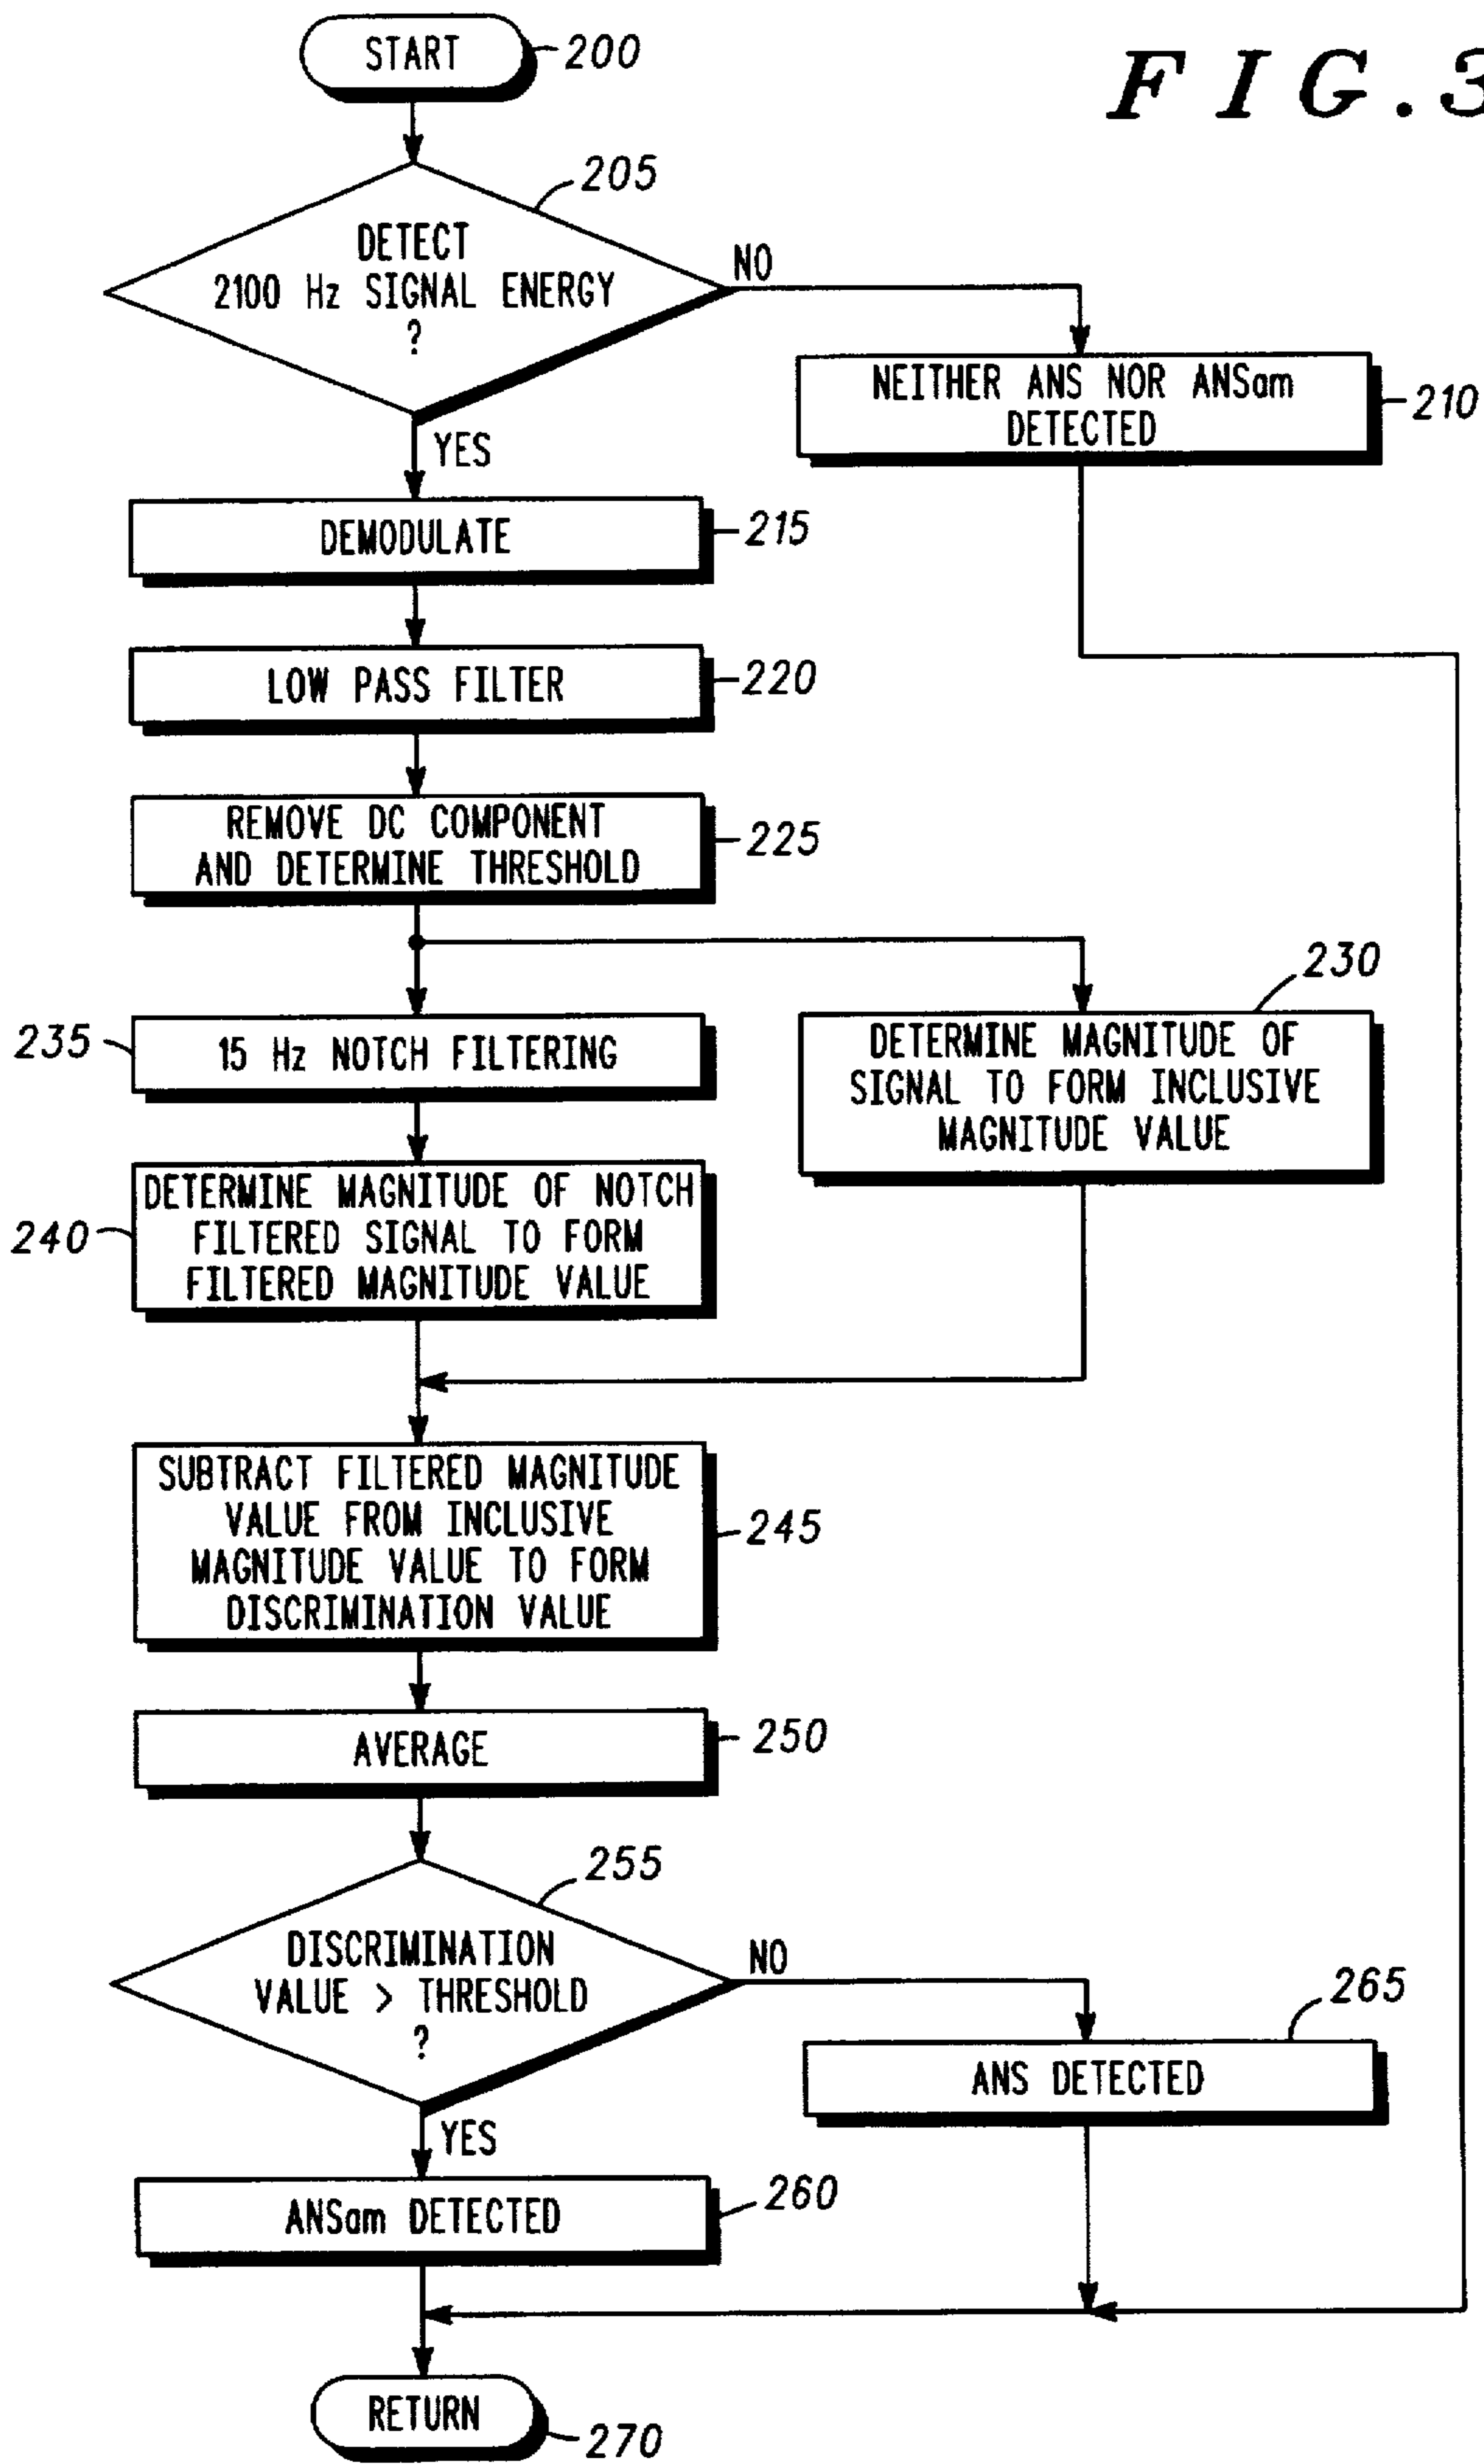 FIG.3
START
200
205
DETECT
2100 Hz SIGNAL ENERGY
?
NO
YES
NEITHER ANS NOR ANSam
DETECTED
210
DEMODULATE
215
LOW PASS FILTER
220
REMOVE DC COMPONENT
AND DETERMINE THRESHOLD
225
230
DETERMINE MAGNITUDE OF
SIGNAL TO FORM INCLUSIVE
MAGNITUDE VALUE
235
15 Hz NOTCH FILTERING
240
DETERMINE MAGNITUDE OF NOTCH
FILTERED SIGNAL TO FORM
FILTERED MAGNITUDE VALUE
SUBTRACT FILTERED MAGNITUDE
VALUE FROM INCLUSIVE
MAGNITUDE VALUE TO FORM
DISCRIMINATION VALUE
245
AVERAGE
250
255
DISCRIMINATION
VALUE > THRESHOLD
?
NO
YES
265
ANS DETECTED
ANSam DETECTED
260
RETURN
270